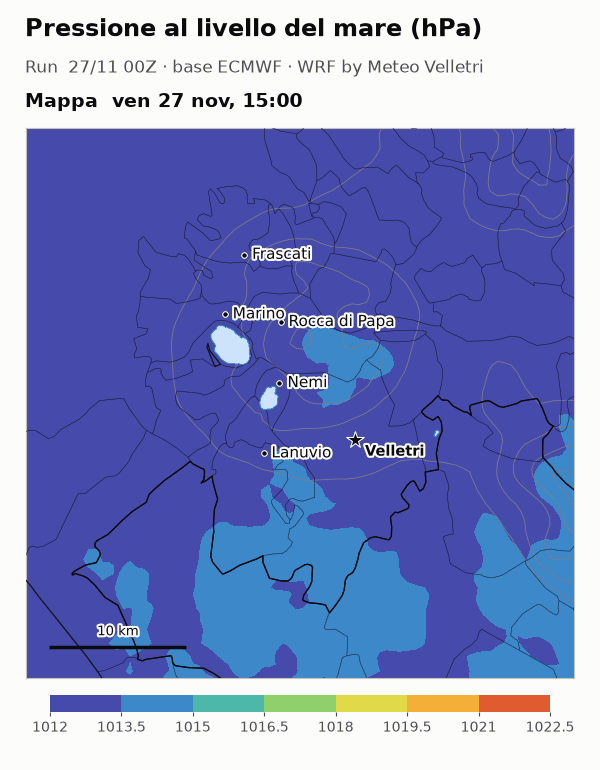 Pressione al livello del mare (hPa)
Run  27/11 00Z · base ECMWF · WRF by Meteo Velletri
Mappa  ven 27 nov, 15:00
Frascati
Marino
Rocca di Papa
Nemi
Lanuvio
Velletri
10 km
1012 1013.5 1015 1016.5 1018 1019.5 1021 1022.5